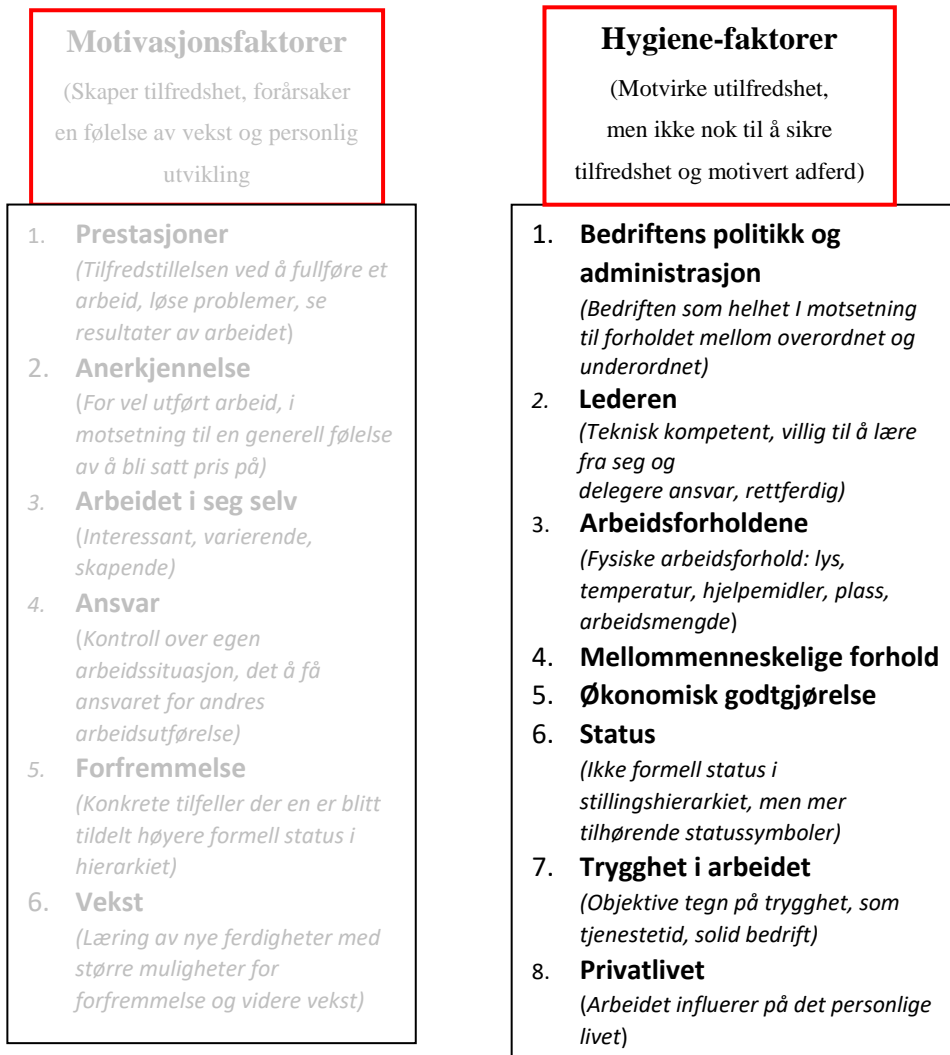 Motivasjonsfaktorer
(Skaper tilfredshet, forårsaker
en følelse av vekst og personlig
utvikling
1. Prestasjoner
(Tilfredstillelsen ved å fullføre et
arbeid, løse problemer, se
resultater av arbeidet)
2. Anerkjennelse
(For vel utført arbeid, i
motsetning til en generell følelse
av å bli satt pris på)
3. Arbeidet i seg selv
(Interessant, varierende,
skapende)
4. Ansvar
(Kontroll over egen
arbeidssituasjon, det å få
ansvaret for andres
arbeidsutførelse)
5. Forfremmelse
(Konkrete tilfeller der en er blitt
tildelt høyere formell status i
hierarkiet)
6. Vekst
(Læring av nye ferdigheter med
større muligheter for
forfremmelse og videre vekst)
Hygiene-faktorer
(Motvirke utilfredshet,
men ikke nok til å sikre
tilfredshet og motivert adferd)
1. Bedriftens politikk og
administrasjon
(Bedriften som helhet I motsetning
til forholdet mellom overordnet og
underordnet)
2. Lederen
(Teknisk kompetent, villig til å lære
fra seg og
delegere ansvar, rettferdig)
3. Arbeidsforholdene
(Fysiske arbeidsforhold: lys,
temperatur, hjelpemidler, plass,
arbeidsmengde)
4. Mellommenneskelige forhold
5. Økonomisk godtgjørelse
6. Status
(Ikke formell status i
stillingshierarkiet, men mer
tilhørende statussymboler)
7. Trygghet i arbeidet
(Objektive tegn på trygghet, som
tjenestetid, solid bedrift)
8. Privatlivet
(Arbeidet influerer på det personlige
livet)